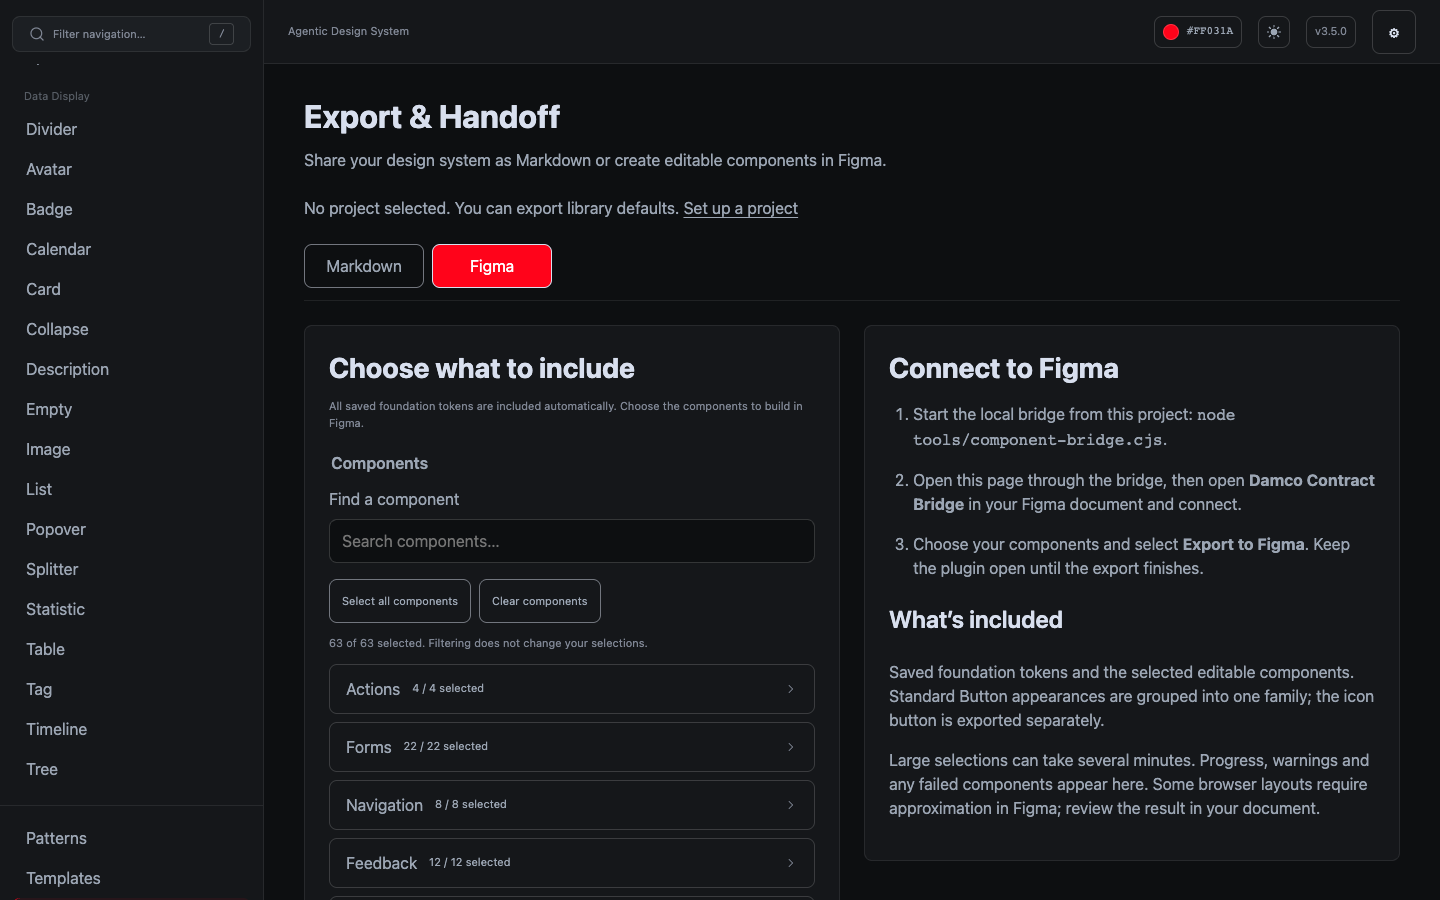 Filter navigation...
/
Data Display
Divider
Avatar
Badge
Calendar
Card
Collapse
Description
Empty
Image
List
Popover
Splitter
Statistic
Table
Tag
Timeline
Tree
Patterns
Templates
Agentic Design System
#FF031A
v3.5.0
Export & Handoff
Share your design system as Markdown or create editable components in Figma.
No project selected. You can export library defaults. Set up a project
Markdown
Figma
Choose what to include
All saved foundation tokens are included automatically. Choose the components to build in
Figma.
Components
Find a component
Search components...
Select all components
Clear components
63 of 63 selected. Filtering does not change your selections.
Actions 4 / 4 selected
Forms 22 / 22 selected
Navigation 8 / 8 selected
Feedback 12 / 12 selected
Connect to Figma
1. Start the local bridge from this project: node
tools/component-bridge.cjs.
2. Open this page through the bridge, then open Damco Contract
Bridge in your Figma document and connect.
3. Choose your components and select Export to Figma. Keep
the plugin open until the export finishes.
What’s included
Saved foundation tokens and the selected editable components.
Standard Button appearances are grouped into one family; the icon
button is exported separately.
Large selections can take several minutes. Progress, warnings and
any failed components appear here. Some browser layouts require
approximation in Figma; review the result in your document.